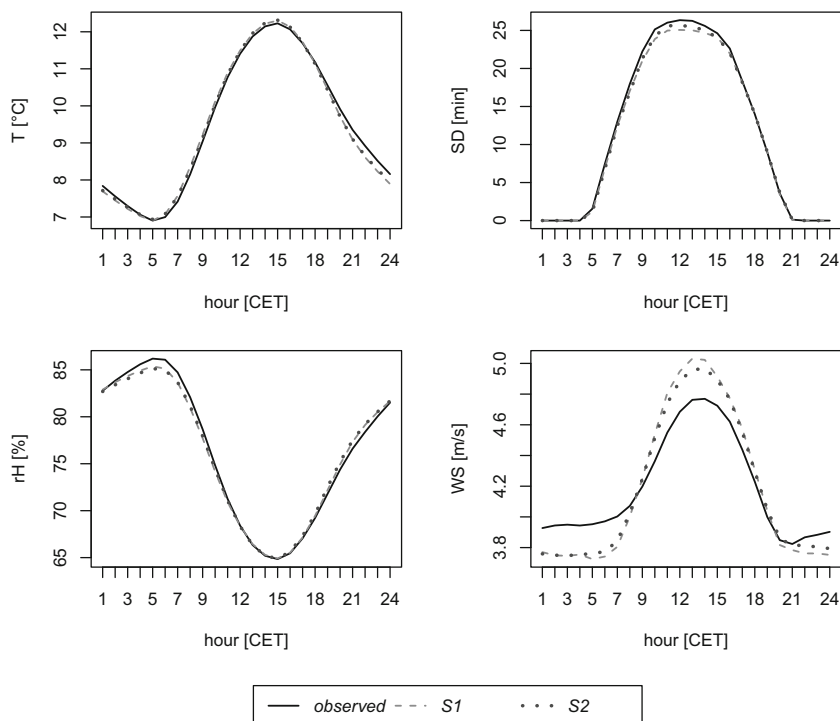 T [°C]
12
11
10
9
8
7
1 3 5 7 9 12 15 18 21 24
hour [CET]
SD [min]
25
20
15
10
5
0
1 3 5 7 9 12 15 18 21 24
hour [CET]
rH [%]
85
80
75
70
65
1 3 5 7 9 12 15 18 21 24
hour [CET]
WS [m/s]
5.0
4.6
4.2
3.8
1 3 5 7 9 12 15 18 21 24
hour [CET]
observed S1 S2